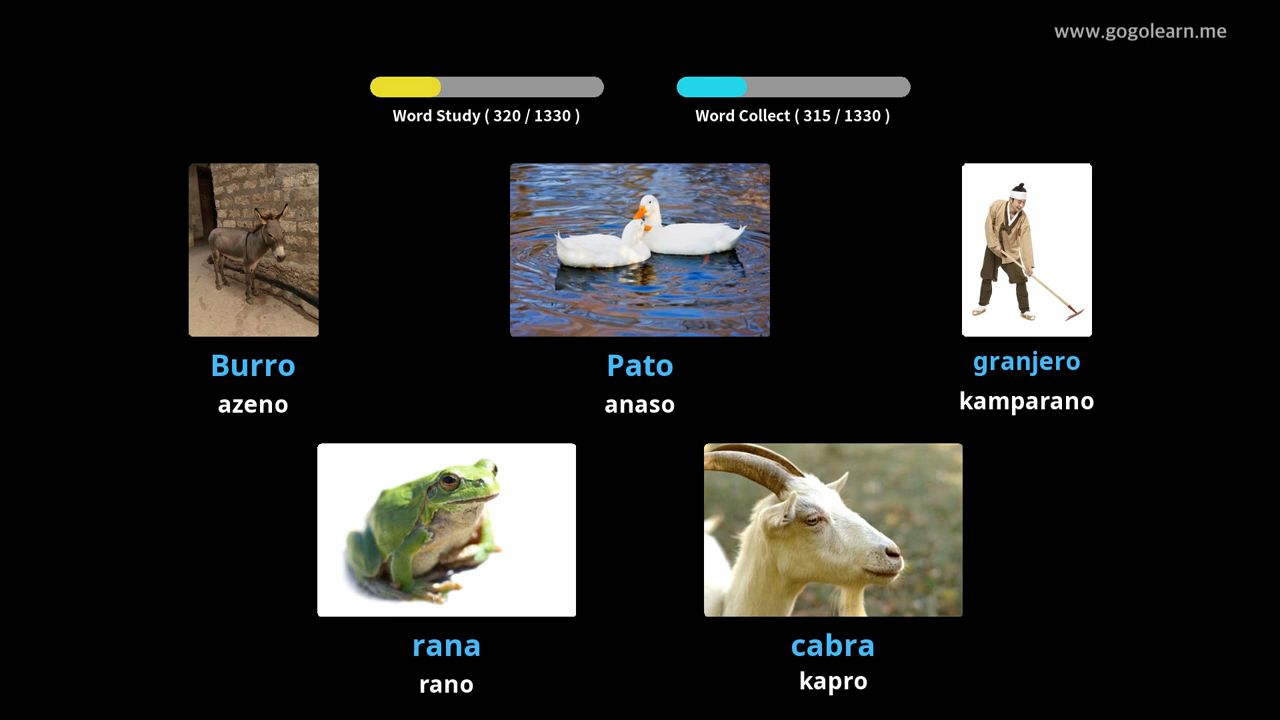 www.gogolearn.me
Word Study ( 320 / 1330 )
Word Collect ( 315 / 1330 )
Burro
azeno
Pato
anaso
granjero
kamparano
rana
rano
cabra
kapro